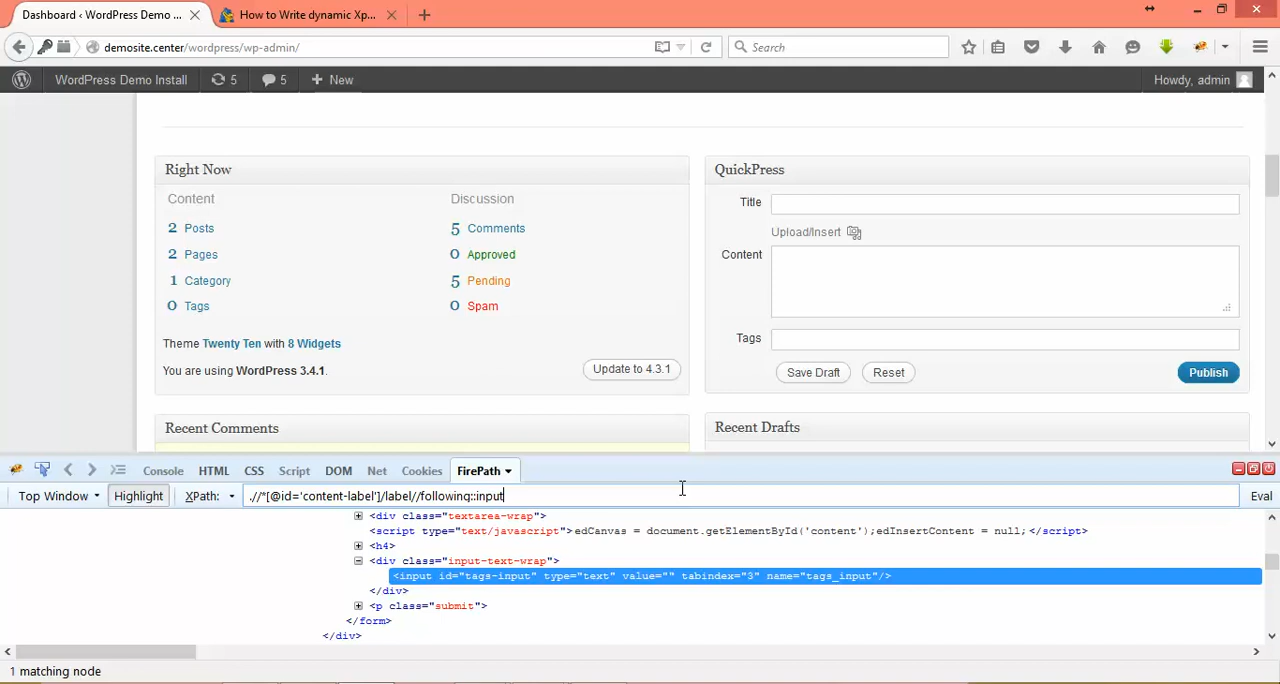 Dashboard ‹ WordPress Demo ...
How to Write dynamic Xp...
demosite.center/wordpress/wp-admin/
Search
WordPress Demo Install
5
5
New
Howdy, admin
Right Now
Content
Discussion
2 Posts
5 Comments
2 Pages
0 Approved
1 Category
5 Pending
0 Tags
0 Spam
Theme Twenty Ten with 8 Widgets
You are using WordPress 3.4.1.
Update to 4.3.1
Recent Comments
QuickPress
Title
Upload/Insert
Content
Tags
Save Draft
Reset
Publish
Recent Drafts
Console HTML CSS Script DOM Net Cookies FirePath
Top Window Highlight XPath: .//*[@id='content-label']/label//following::input Eval
<div class="textarea-wrap">
<script type="text/javascript">edCanvas = document.getElementById('content');edInsertContent = null;</script>
<h4>
<div class="input-text-wrap">
<input id="tags-input" type="text" value="" tabindex="3" name="tags_input"/>
</div>
<p class="submit">
</form>
</div>
1 matching node